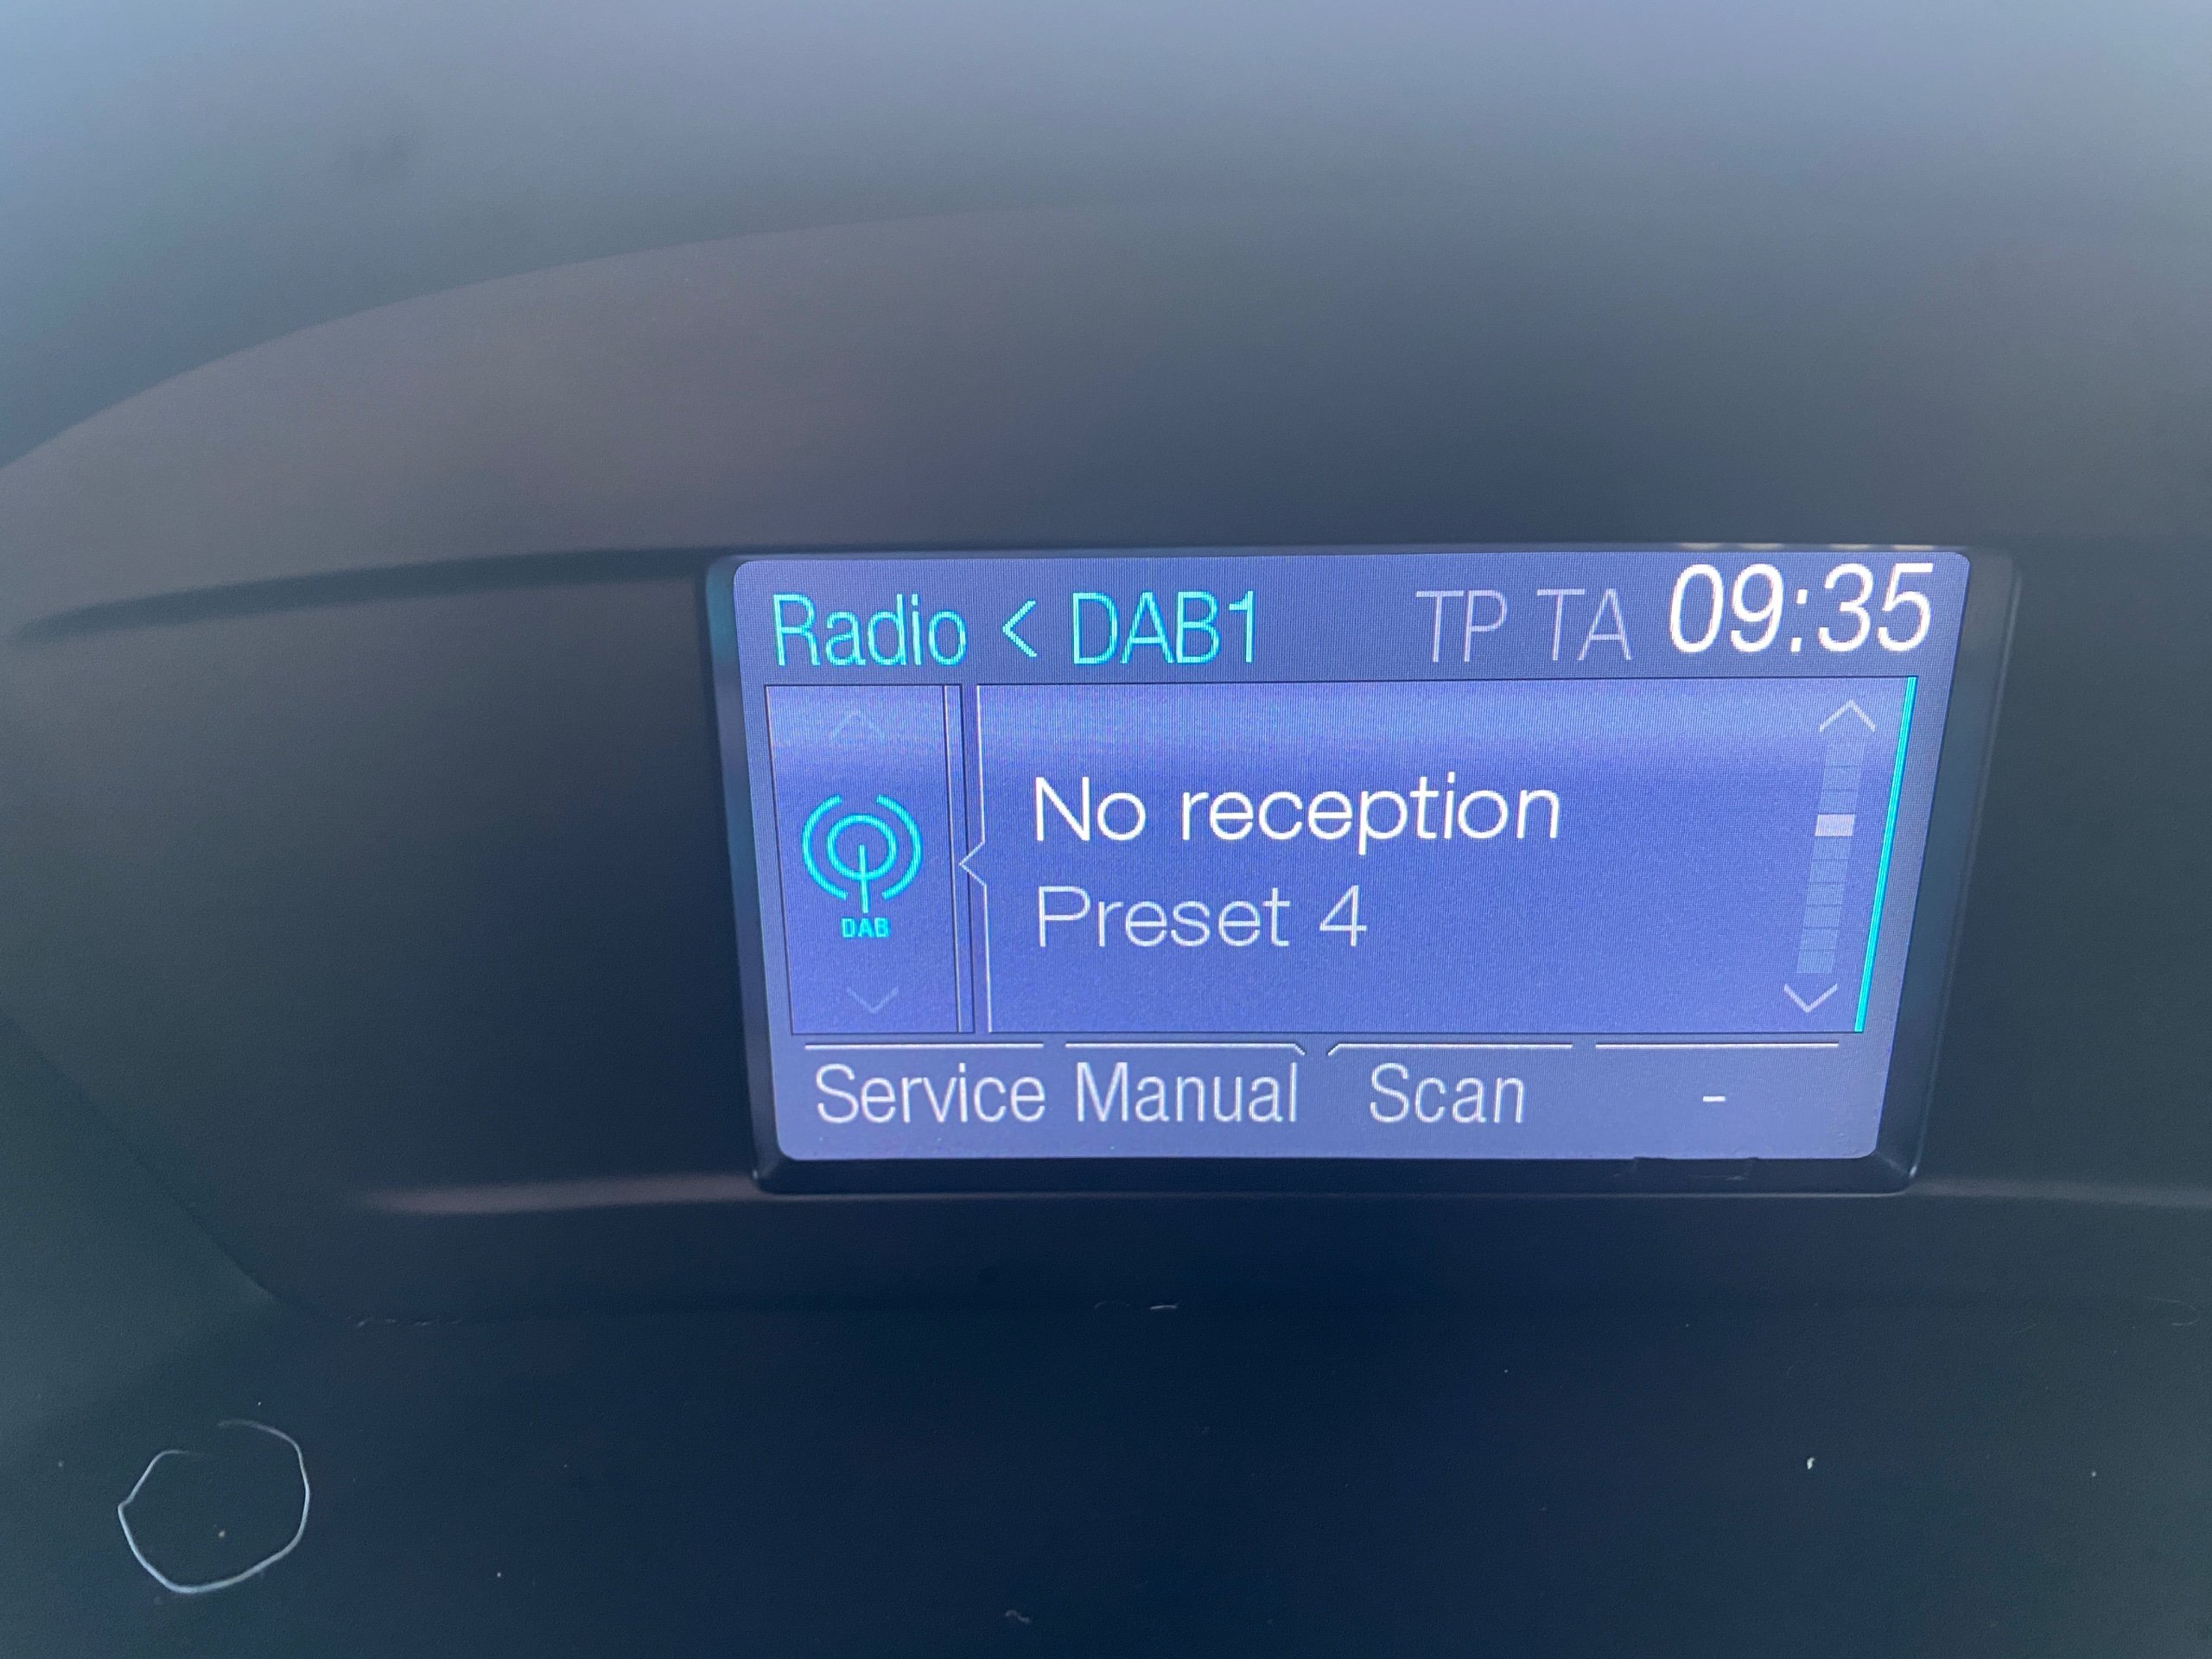 Radio < DAB1 TP TA 09:35
No reception
DAB
Preset 4
Service Manual Scan -